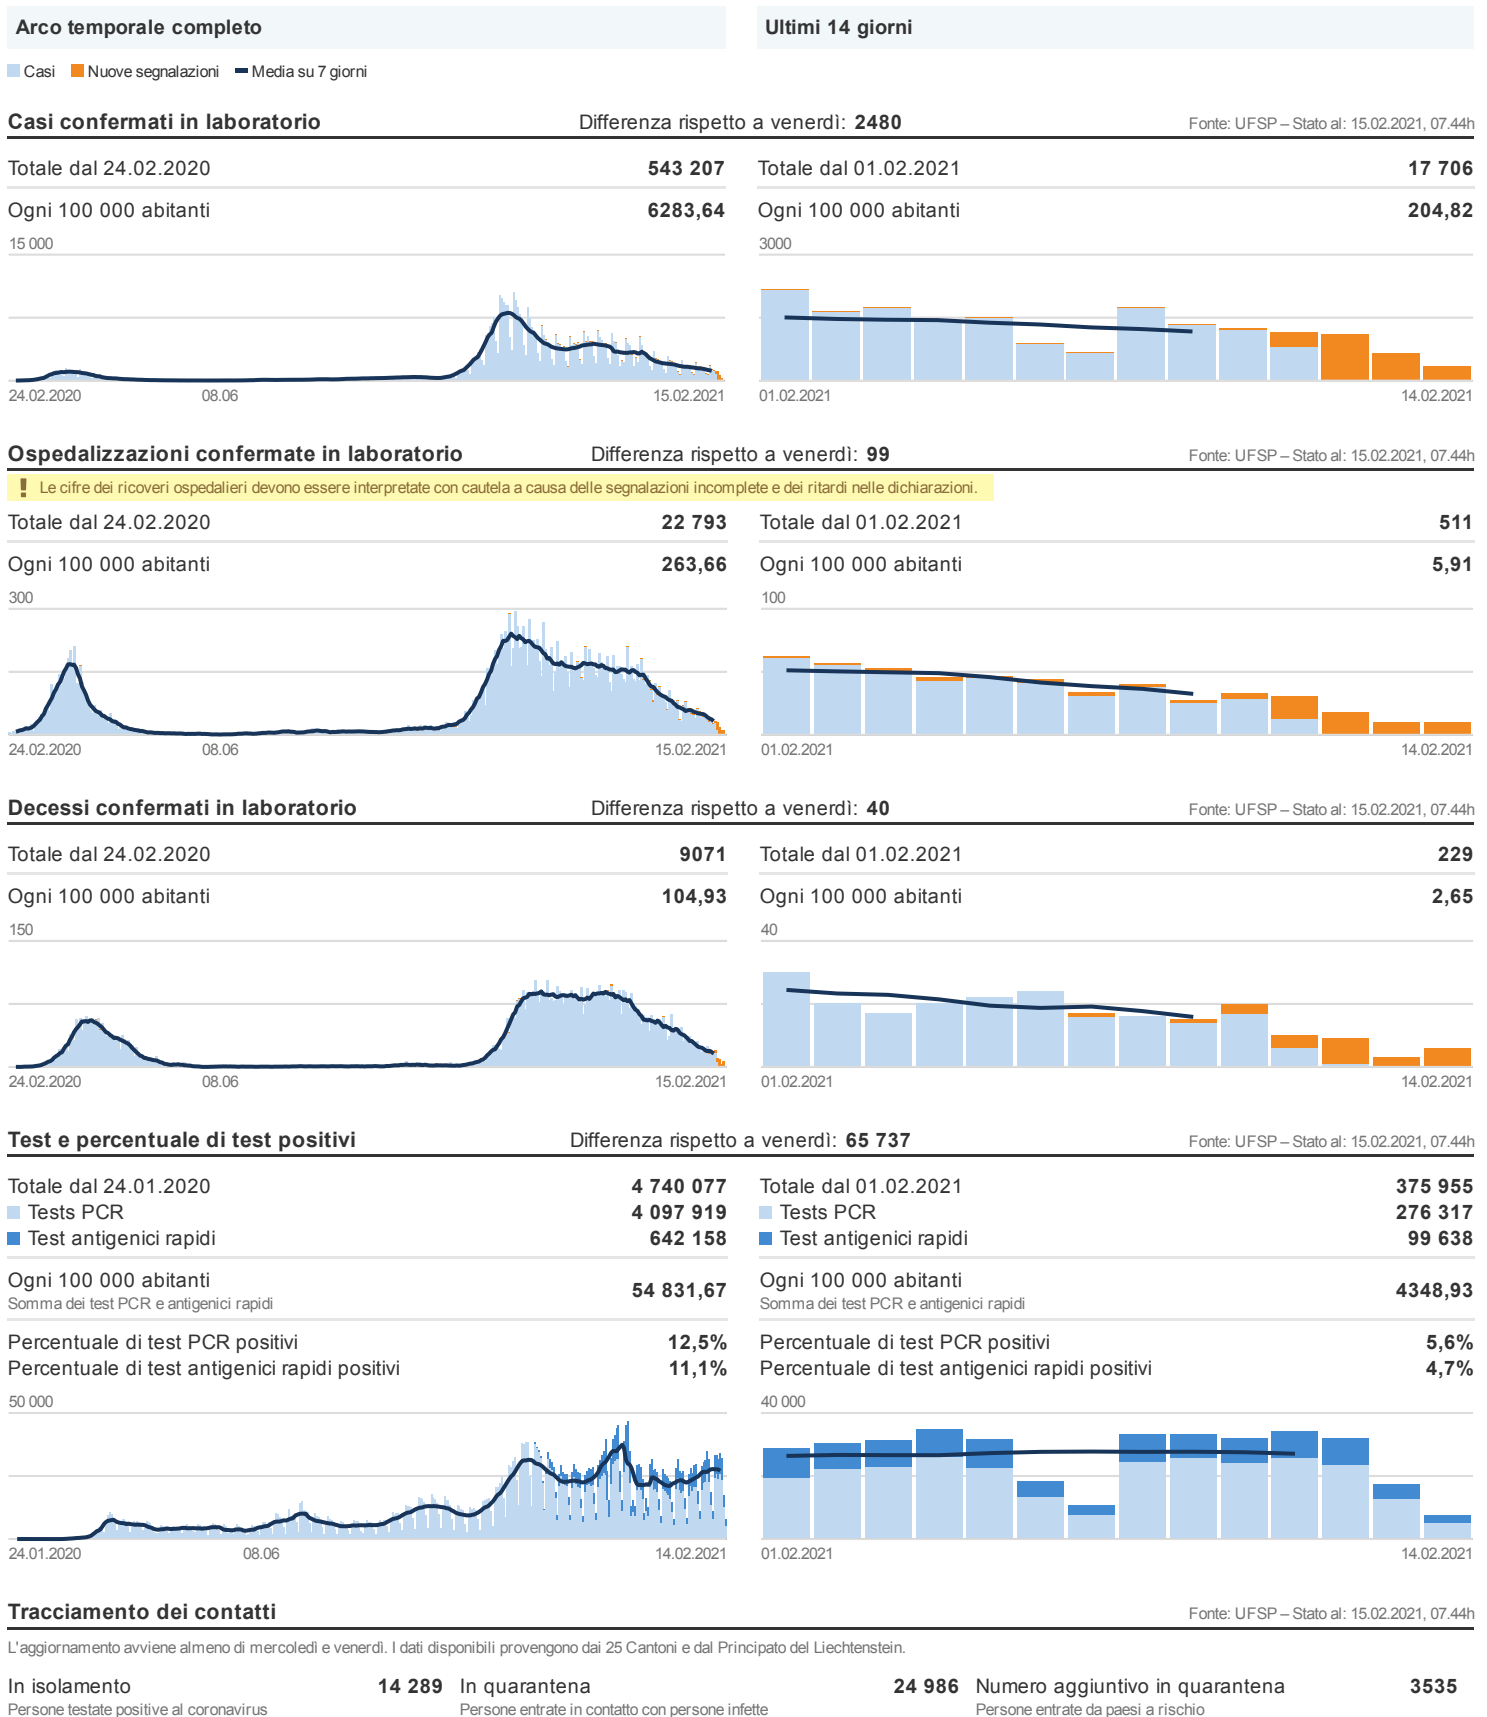 Arco temporale completo
Ultimi 14 giorni
Casi Nuove segnalazioni Media su 7 giorni
Casi confermati in laboratorio Differenza rispetto a venerdì: 2480 Fonte: UFSP – Stato al: 15.02.2021, 07.44h
Totale dal 24.02.2020 543 207
Ogni 100 000 abitanti 6283,64
15 000
24.02.2020 08.06 15.02.2021
Totale dal 01.02.2021 17 706
Ogni 100 000 abitanti 204,82
3000
01.02.2021 14.02.2021
Ospedalizzazioni confermate in laboratorio Differenza rispetto a venerdì: 99 Fonte: UFSP – Stato al: 15.02.2021, 07.44h
! Le cifre dei ricoveri ospedalieri devono essere interpretate con cautela a causa delle segnalazioni incomplete e dei ritardi nelle dichiarazioni.
Totale dal 24.02.2020 22 793
Ogni 100 000 abitanti 263,66
300
24.02.2020 08.06 15.02.2021
Totale dal 01.02.2021 511
Ogni 100 000 abitanti 5,91
100
01.02.2021 14.02.2021
Decessi confermati in laboratorio Differenza rispetto a venerdì: 40 Fonte: UFSP – Stato al: 15.02.2021, 07.44h
Totale dal 24.02.2020 9071
Ogni 100 000 abitanti 104,93
150
24.02.2020 08.06 15.02.2021
Totale dal 01.02.2021 229
Ogni 100 000 abitanti 2,65
40
01.02.2021 14.02.2021
Test e percentuale di test positivi Differenza rispetto a venerdì: 65 737 Fonte: UFSP – Stato al: 15.02.2021, 07.44h
Totale dal 24.01.2020 4 740 077
Tests PCR 4 097 919
Test antigenici rapidi 642 158
Ogni 100 000 abitanti 54 831,67
Somma dei test PCR e antigenici rapidi
Percentuale di test PCR positivi 12,5%
Percentuale di test antigenici rapidi positivi 11,1%
50 000
24.01.2020 08.06 14.02.2021
Totale dal 01.02.2021 375 955
Tests PCR 276 317
Test antigenici rapidi 99 638
Ogni 100 000 abitanti 4348,93
Somma dei test PCR e antigenici rapidi
Percentuale di test PCR positivi 5,6%
Percentuale di test antigenici rapidi positivi 4,7%
40 000
01.02.2021 14.02.2021
Tracciamento dei contatti Fonte: UFSP – Stato al: 15.02.2021, 07.44h
L'aggiornamento avviene almeno di mercoledì e venerdì. I dati disponibili provengono dai 25 Cantoni e dal Principato del Liechtenstein.
In isolamento 14 289
Persone testate positive al coronavirus
In quarantena 24 986
Persone entrate in contatto con persone infette
Numero aggiuntivo in quarantena 3535
Persone entrate da paesi a rischio